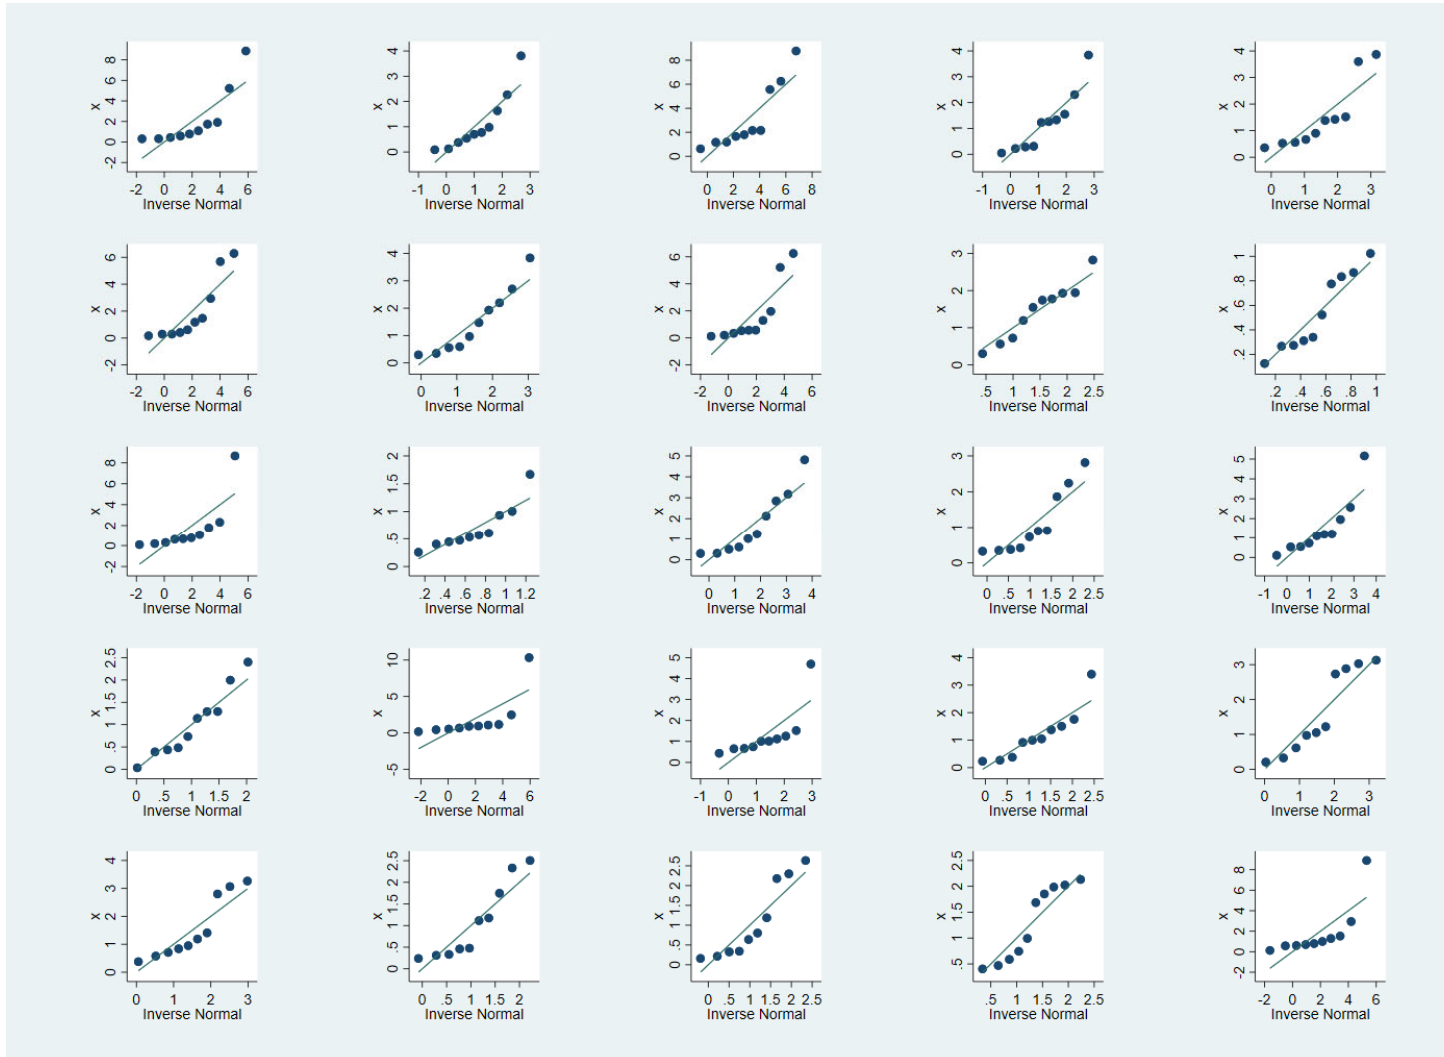 X
-2 0 2 4 6 8
-2 0 2 4 6
Inverse Normal
X
0 1 2 3 4
-1 0 1 2 3
Inverse Normal
X
0 2 4 6 8
0 2 4 6 8
Inverse Normal
X
0 1 2 3 4
-1 0 1 2 3
Inverse Normal
X
0 1 2 3 4
0 1 2 3
Inverse Normal
X
-2 0 2 4 6
-2 0 2 4 6
Inverse Normal
X
0 1 2 3 4
0 1 2 3
Inverse Normal
X
-2 0 2 4 6
-2 0 2 4 6
Inverse Normal
X
0 1 2 3
.5 1 1.5 2 2.5
Inverse Normal
X
.2 .4 .6 .8 1
.2 .4 .6 .8 1
Inverse Normal
X
-2 0 2 4 6 8
-2 0 2 4 6
Inverse Normal
X
0 .5 1 1.5 2
.2 .4 .6 .8 1 1.2
Inverse Normal
X
0 1 2 3 4 5
0 1 2 3 4
Inverse Normal
X
0 1 2 3
0 .5 1 1.5 2 2.5
Inverse Normal
X
0 1 2 3 4 5
-1 0 1 2 3 4
Inverse Normal
X
0 .5 1 1.5 2 2.5
0 .5 1 1.5 2
Inverse Normal
X
-5 0 5 10
-2 0 2 4 6
Inverse Normal
X
0 1 2 3 4 5
-1 0 1 2 3
Inverse Normal
X
0 1 2 3 4
0 .5 1 1.5 2 2.5
Inverse Normal
X
0 1 2 3
0 1 2 3
Inverse Normal
X
0 1 2 3 4
0 1 2 3
Inverse Normal
X
0 .5 1 1.5 2 2.5
0 .5 1 1.5 2
Inverse Normal
X
0 .5 1 1.5 2 2.5
0 .5 1 1.5 2 2.5
Inverse Normal
X
.5 1 1.5 2 2.5
.5 1 1.5 2 2.5
Inverse Normal
X
-2 0 2 4 6 8
-2 0 2 4 6
Inverse Normal